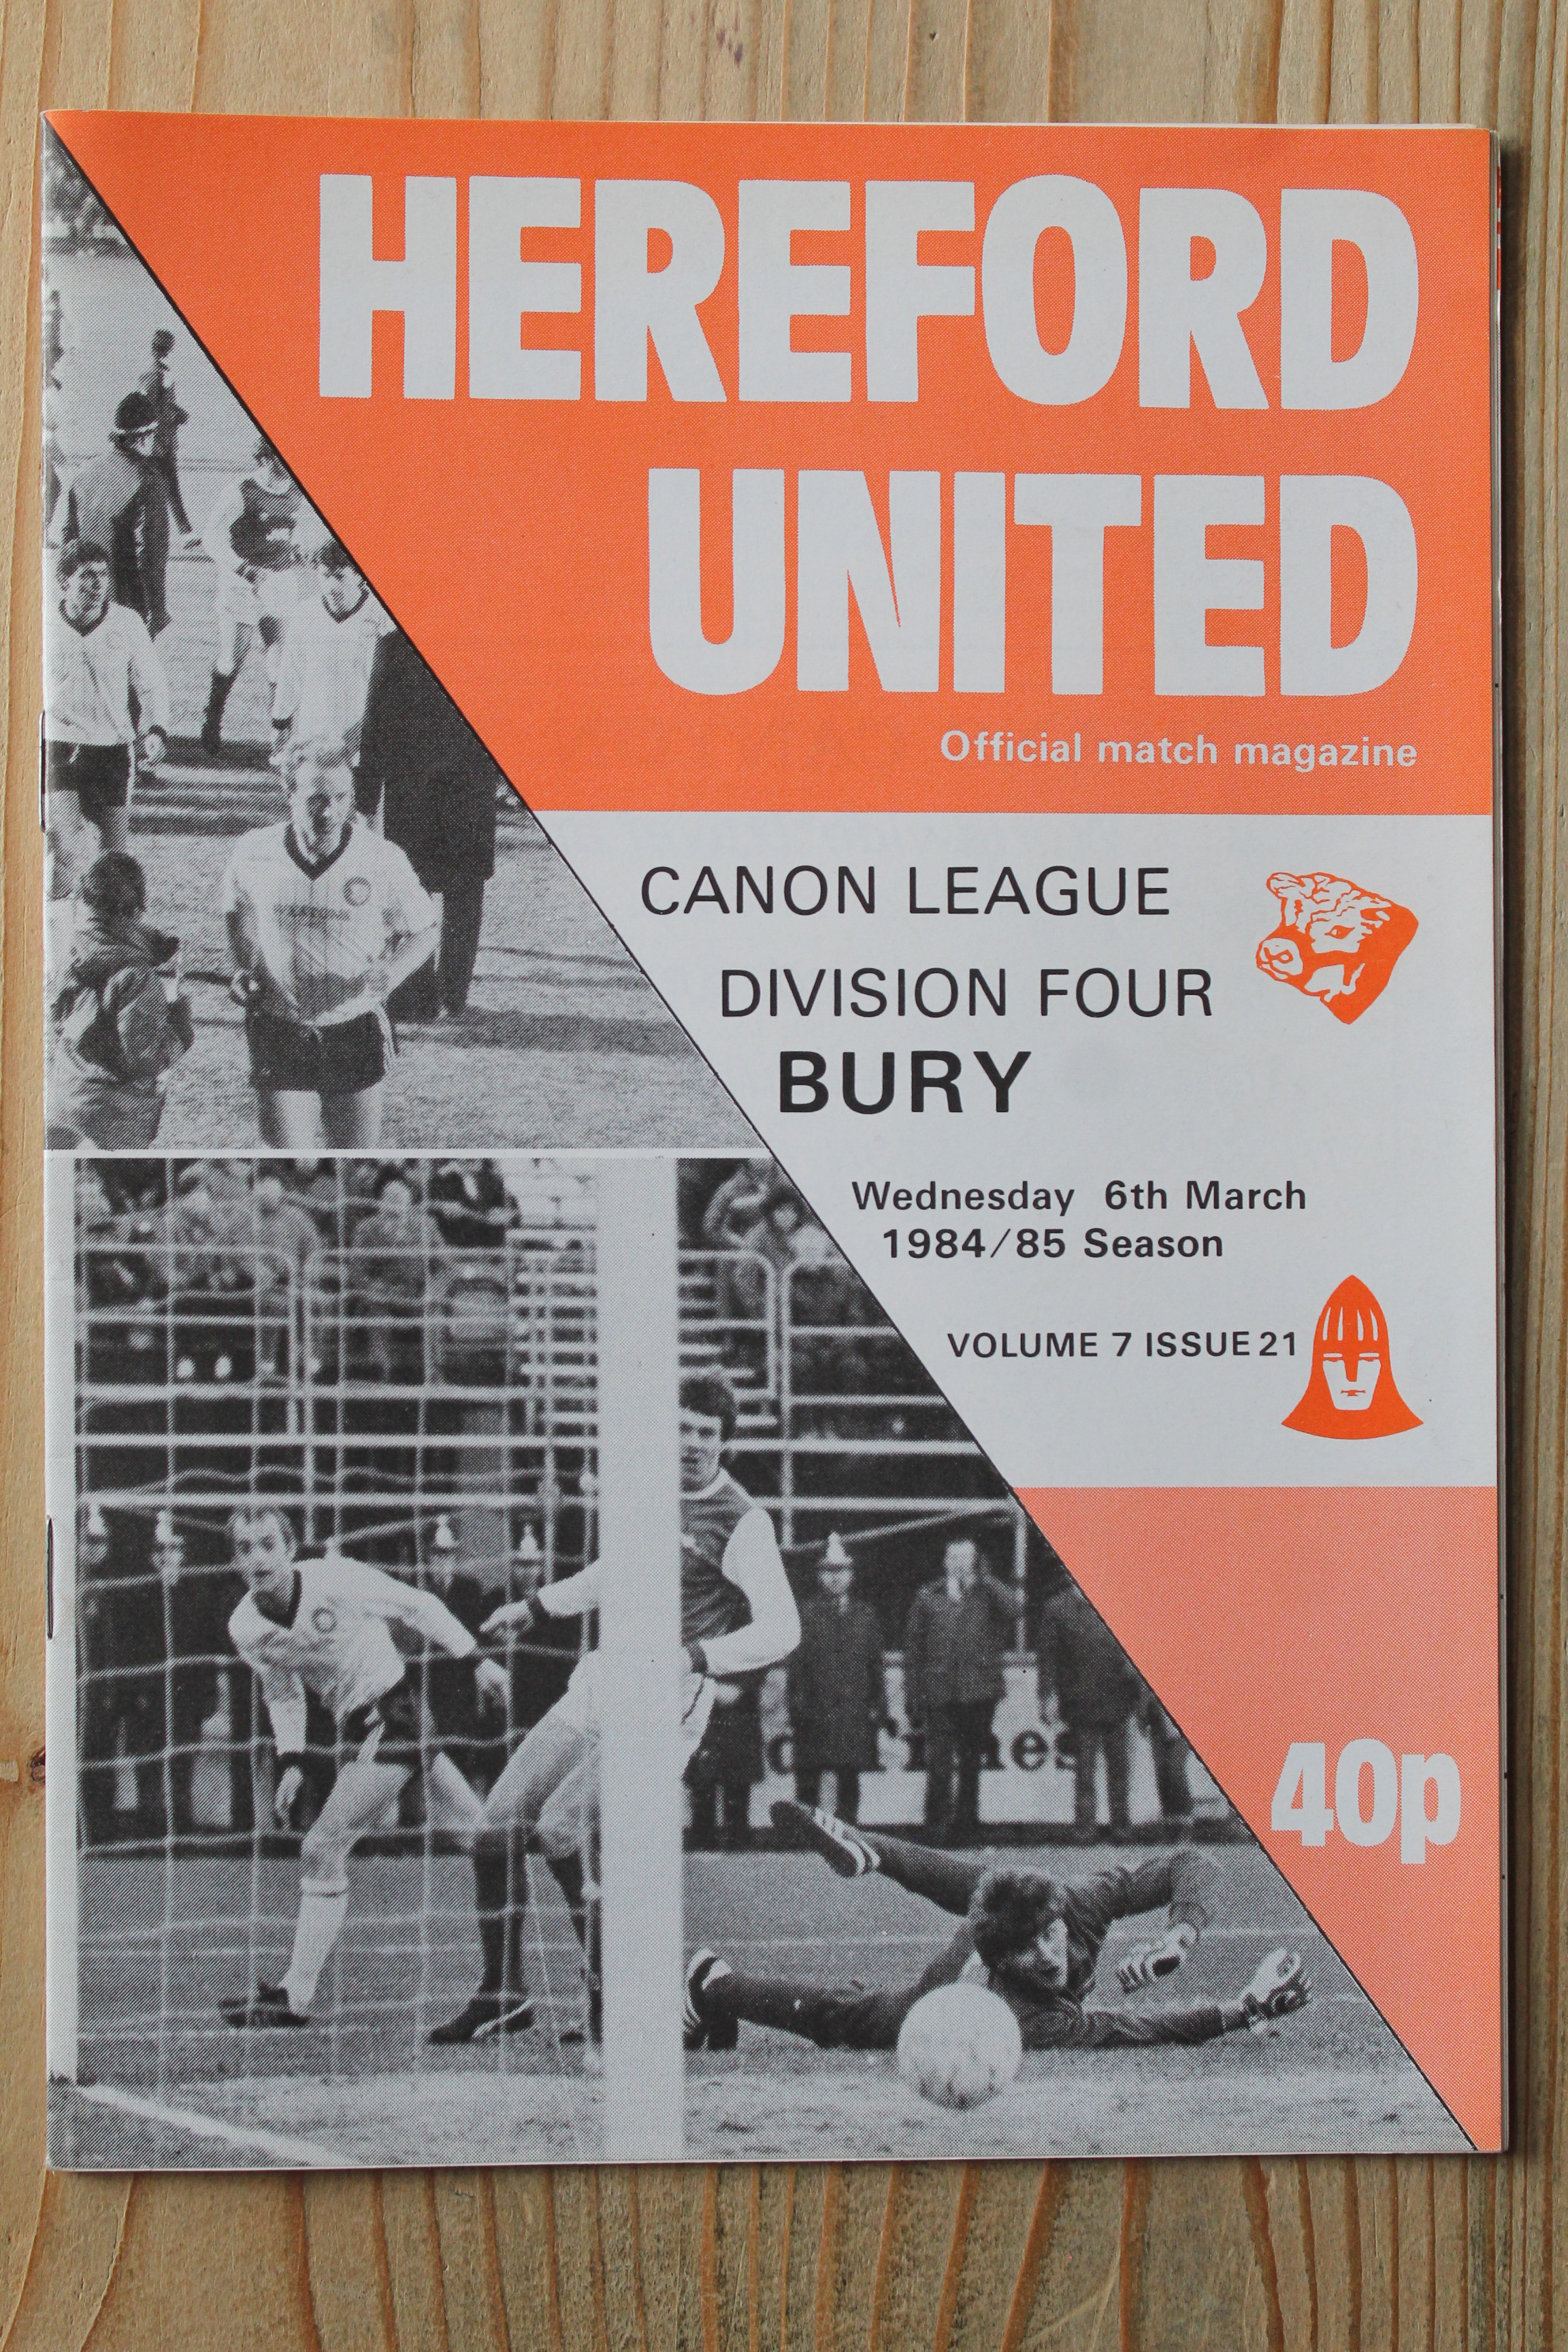 HEREFORD
UNITED
Official match magazine
CANON LEAGUE
DIVISION FOUR
BURY
Wednesday 6th March
1984/85 Season
VOLUME 7 ISSUE 21
40p